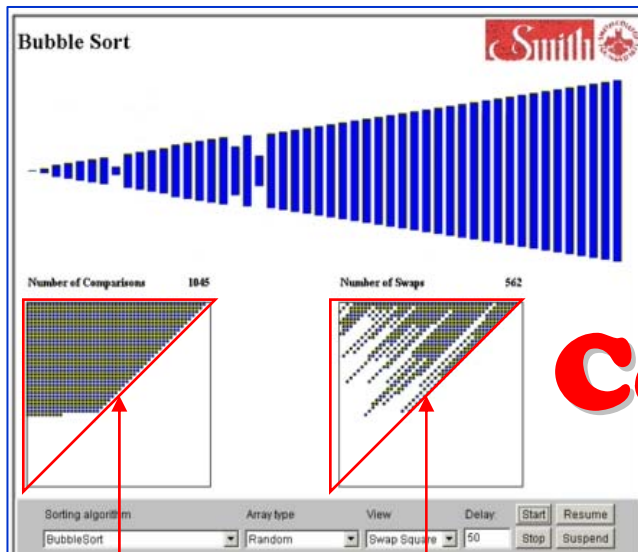 Smith
Bubble Sort
Number of Comparisons 1045
Number of Swaps 562
Sorting algorithm Array type View Delay: Start Resume
BubbleSort Random Swap Square 50 Stop Suspend